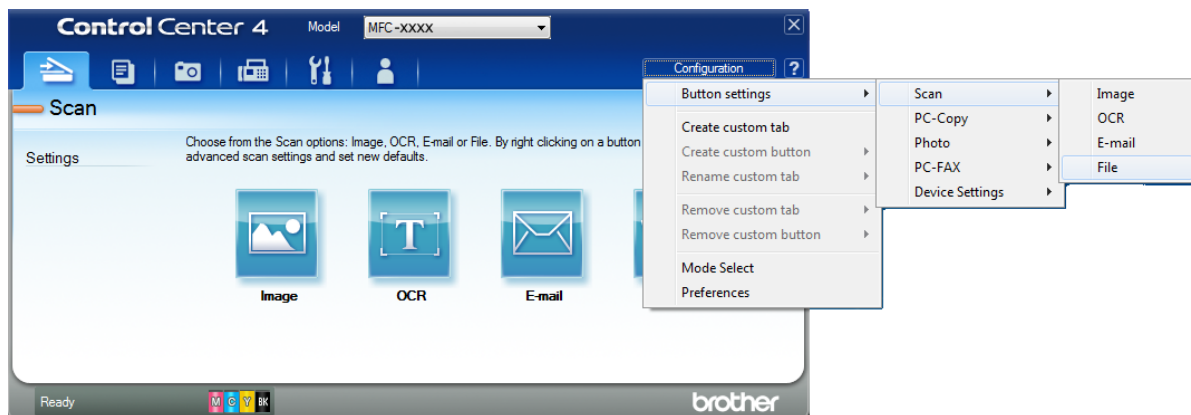 Control Center 4 Model MFC-XXXX
Configuration ?
Scan
Settings
Choose from the Scan options: Image, OCR, E-mail or File. By right clicking on a button
advanced scan settings and set new defaults.
Image OCR E-mail
Button settings
Create custom tab
Create custom button
Rename custom tab
Remove custom tab
Remove custom button
Mode Select
Preferences
Scan
PC-Copy
Photo
PC-FAX
Device Settings
Image
OCR
E-mail
File
Ready M C Y BK brother